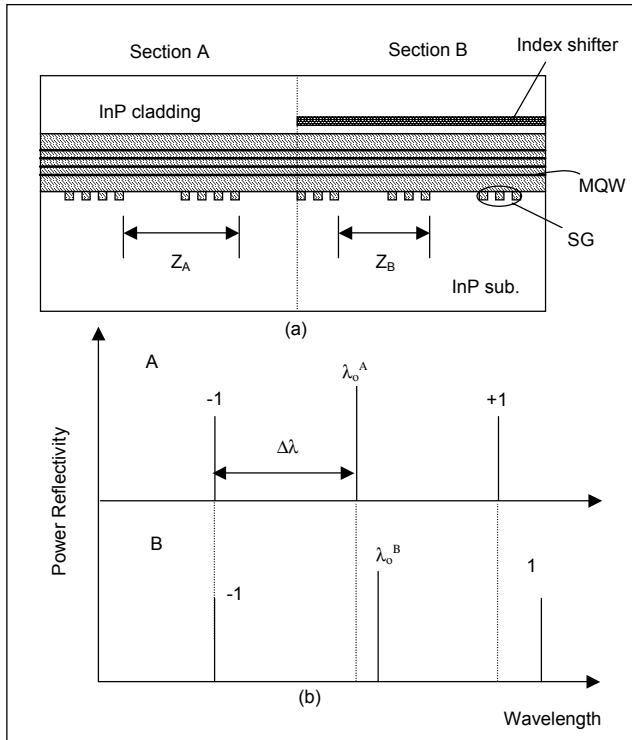 Section A
Section B
Index shifter
InP cladding
MQW
SG
Z_A
Z_B
InP sub.
(a)
A
λ_o^A
-1
+1
Δλ
Power Reflectivity
B
λ_o^B
1
-1
(b)
Wavelength